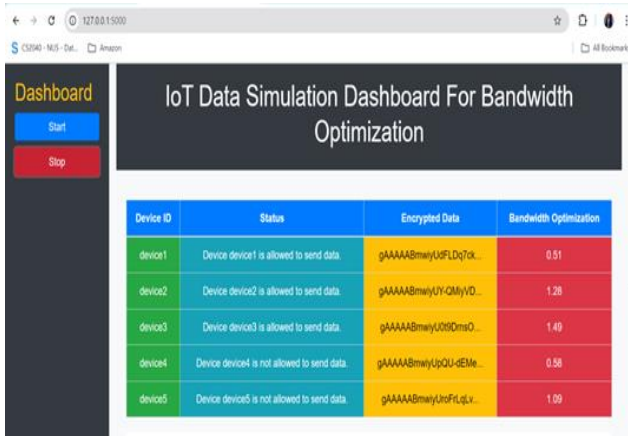 127.0.0.1:5000
CS2040 - NUS - Dat... Amazon All Bookmark
Dashboard
Start
Stop
IoT Data Simulation Dashboard For Bandwidth
Optimization
Device ID Status Encrypted Data Bandwidth Optimization
device1 Device device1 is allowed to send data. gAAAAABmwiyUdFLDq7ck... 0.51
device2 Device device2 is allowed to send data. gAAAAABmwiyUY-QMiyVD... 1.28
device3 Device device3 is allowed to send data. gAAAAABmwiyU0t9DrnsO... 1.49
device4 Device device4 is not allowed to send data. gAAAAABmwiyUpQU-dEMe... 0.58
device5 Device device5 is not allowed to send data. gAAAAABmwiyUroFrLqLv... 1.09